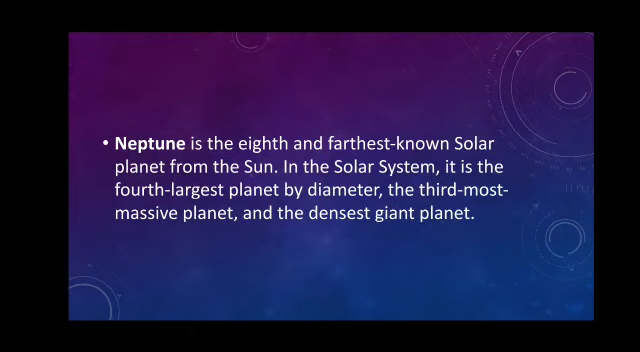 • Neptune is the eighth and farthest-known Solar
planet from the Sun. In the Solar System, it is the
fourth-largest planet by diameter, the third-most-
massive planet, and the densest giant planet.